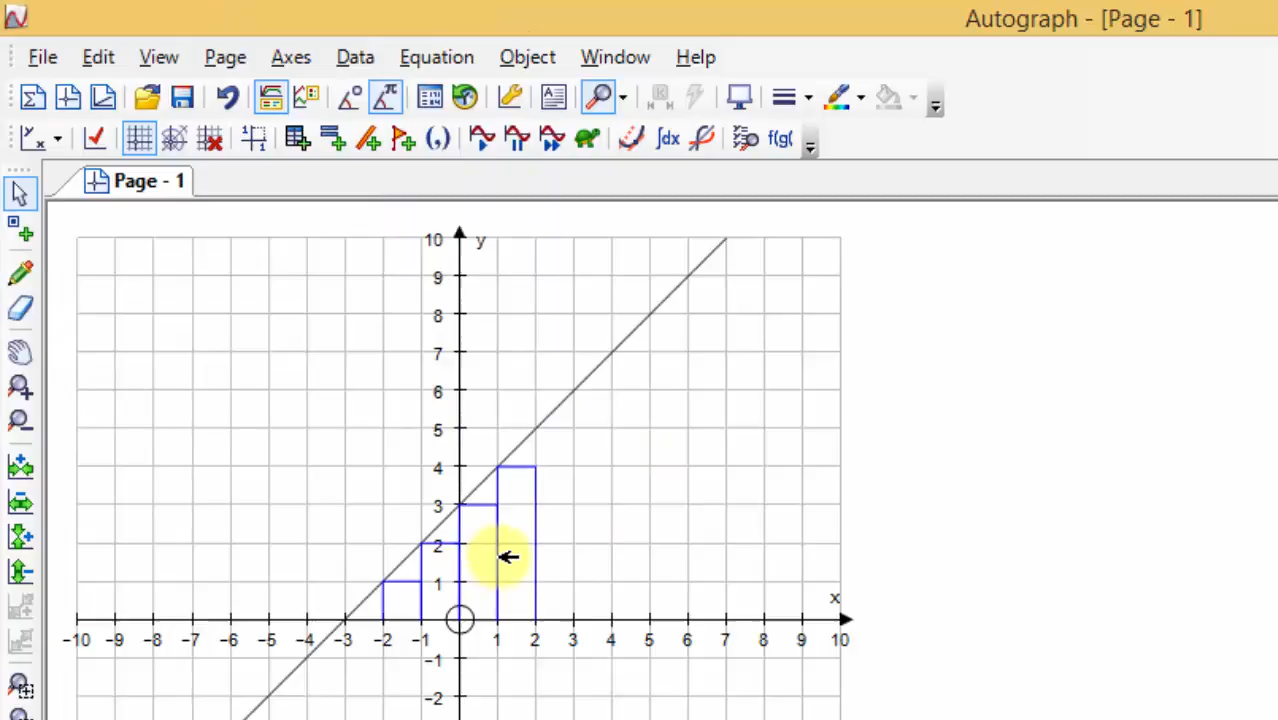 Autograph - [Page - 1]
File Edit View Page Axes Data Equation Object Window Help
∫dx f(g(
Page - 1
10 y
9
8
7
6
5
4
3
2
1
x
−10 −9 −8 −7 −6 −5 −4 −3 −2 −1 1 2 3 4 5 6 7 8 9 10
−1
−2